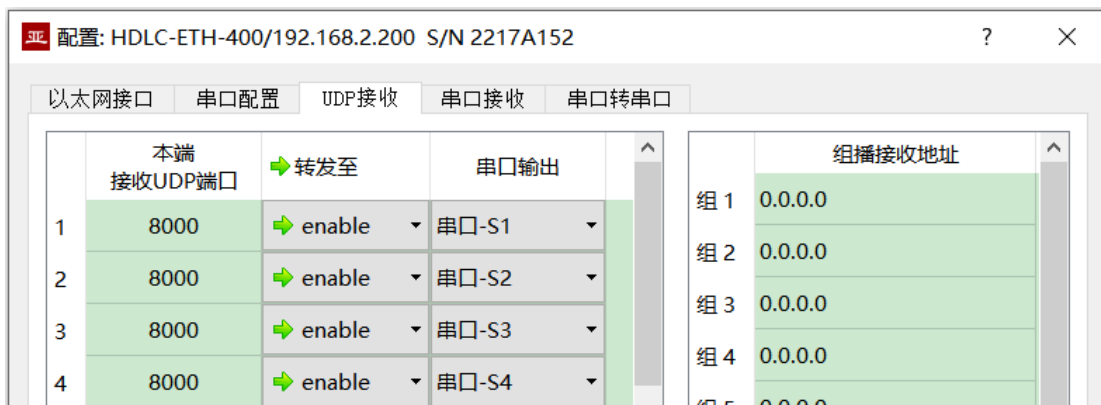 亚 配置: HDLC-ETH-400/192.168.2.200 S/N 2217A152 ? ×
以太网接口 串口配置 UDP接收 串口接收 串口转串口
本端
接收UDP端口 转发至 串口输出
1 8000 enable 串口-S1
2 8000 enable 串口-S2
3 8000 enable 串口-S3
4 8000 enable 串口-S4
组播接收地址
组 1 0.0.0.0
组 2 0.0.0.0
组 3 0.0.0.0
组 4 0.0.0.0